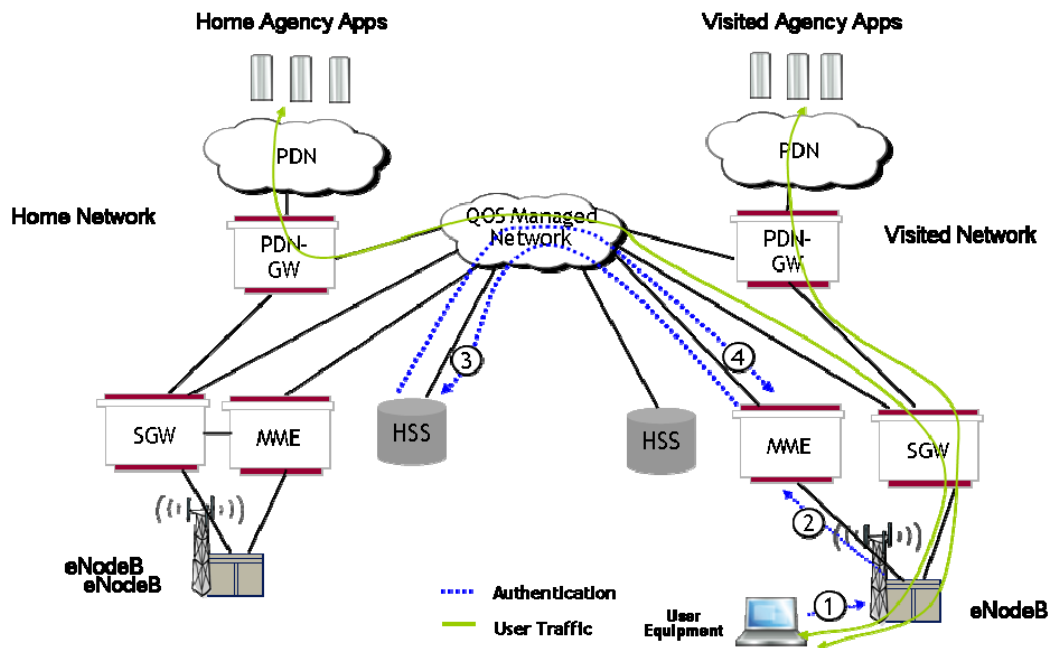 Home Agency Apps
Visited Agency Apps
PDN
PDN
Home Network
QOS Managed
Network
Visited Network
PDN-
GW
PDN-
GW
3
4
SGW
MME
HSS
HSS
MME
SGW
2
eNodeB
eNodeB
Authentication
User Traffic
User
Equipment
1
eNodeB